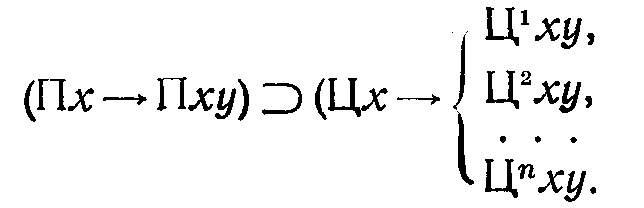 Ц¹xy,
Ц²xy,
(Пx → Пxy) ⊃ (Цx → {
. . .
Цⁿxy.